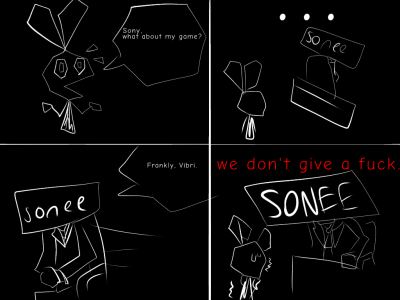 Sony,
what about my game?
...
sonee
sonee
Frankly, Vibri.
we don't give a fuck.
SONEE